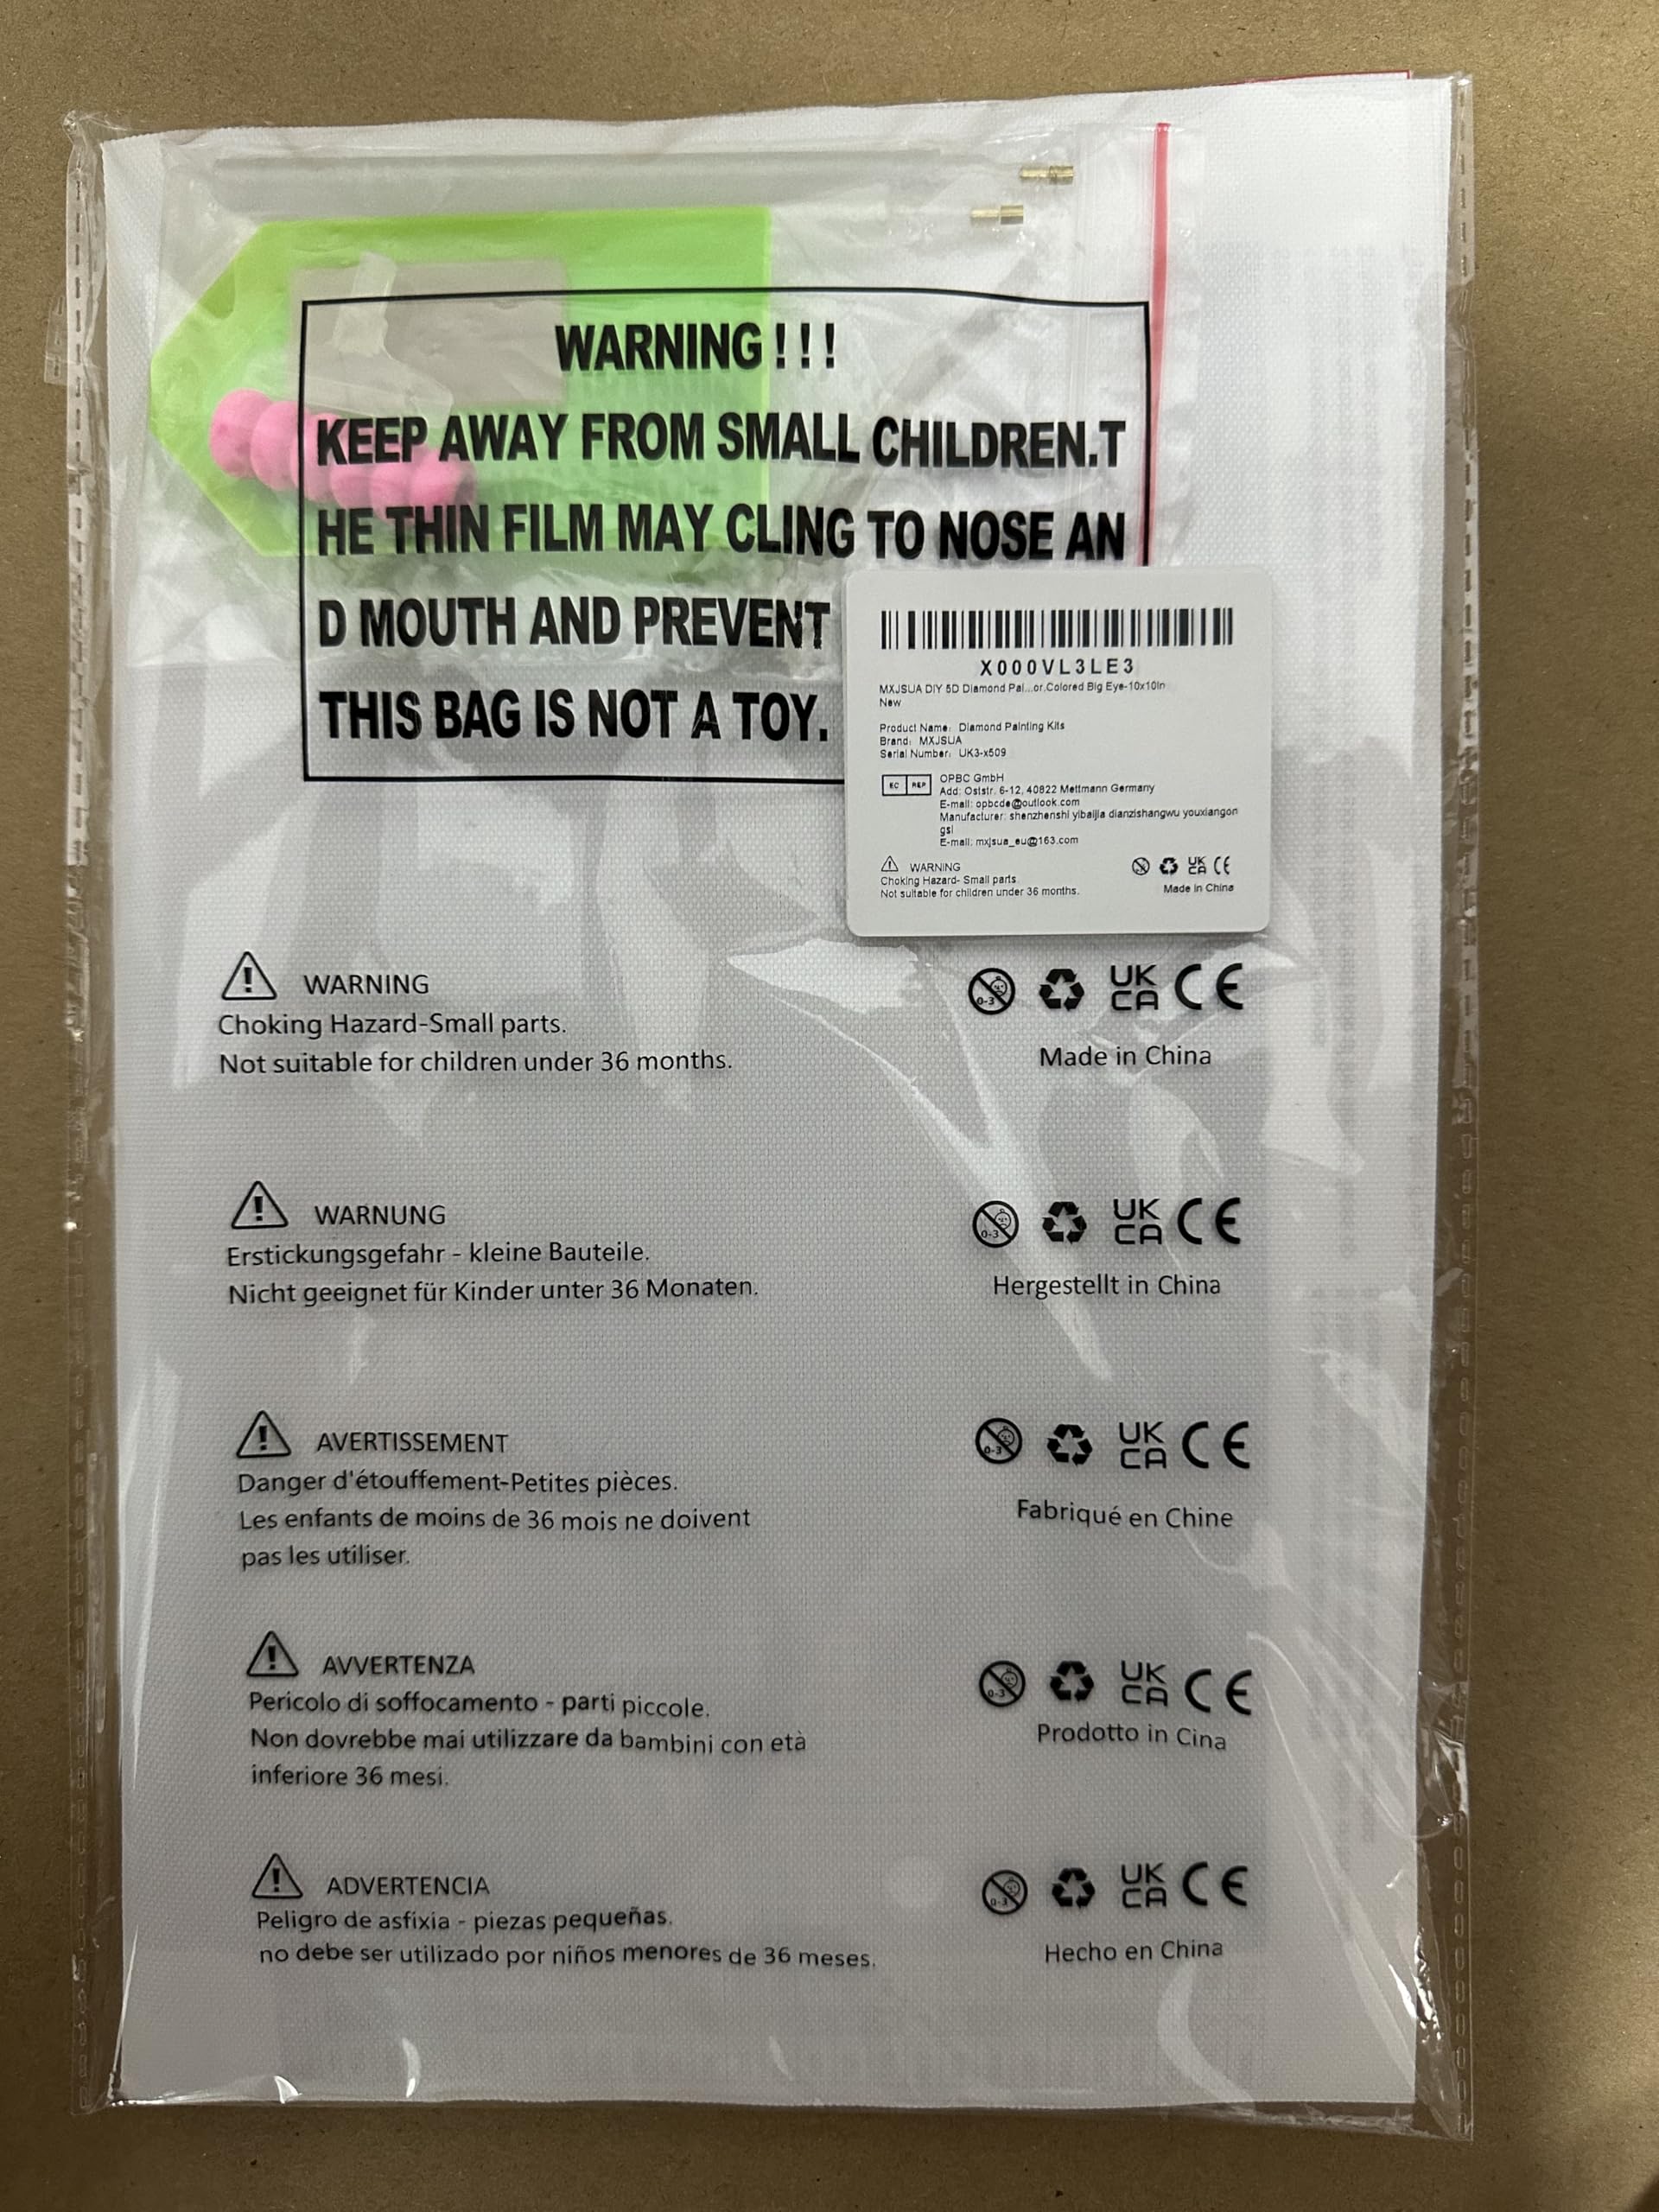 WARNING ! ! !
KEEP AWAY FROM SMALL CHILDREN.T
HE THIN FILM MAY CLING TO NOSE AN
D MOUTH AND PREVENT
THIS BAG IS NOT A TOY.
X000VL3LE3
MXJSUA DIY 5D Diamond Pai...or,Colored Big Eye-10x10in
New
Product Name: Diamond Painting Kits
Brand: MXJSUA
Serial Number: UK3-x509
EC REP
OPBC GmbH
Add: Oststr. 6-12, 40822 Mettmann Germany
E-mail: opbcde@outlook.com
Manufacturer: shenzhenshi yibaijia dianzishangwu youxiangon
gsi
E-mail: mxjsua_eu@163.com
WARNING
Choking Hazard- Small parts.
Not suitable for children under 36 months.
UK
CA CE
Made in China
WARNING
Choking Hazard-Small parts.
Not suitable for children under 36 months.
0-3 UK
CA CE
Made in China
WARNUNG
Erstickungsgefahr - kleine Bauteile.
Nicht geeignet für Kinder unter 36 Monaten.
0-3 UK
CA CE
Hergestellt in China
AVERTISSEMENT
Danger d'étouffement-Petites pièces.
Les enfants de moins de 36 mois ne doivent
pas les utiliser.
0-3 UK
CA CE
Fabriqué en Chine
AVVERTENZA
Pericolo di soffocamento - parti piccole.
Non dovrebbe mai utilizzare da bambini con età
inferiore 36 mesi.
0-3 UK
CA CE
Prodotto in Cina
ADVERTENCIA
Peligro de asfixia - piezas pequeñas.
no debe ser utilizado por niños menores de 36 meses.
0-3 UK
CA CE
Hecho en China